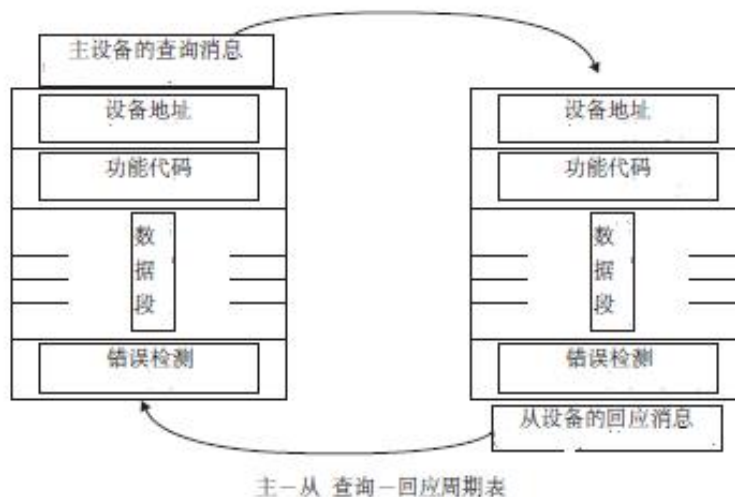 主设备的查询消息
设备地址
功能代码
数
据
段
错误检测
设备地址
功能代码
数
据
段
错误检测
从设备的回应消息
主－从 查询－回应周期表